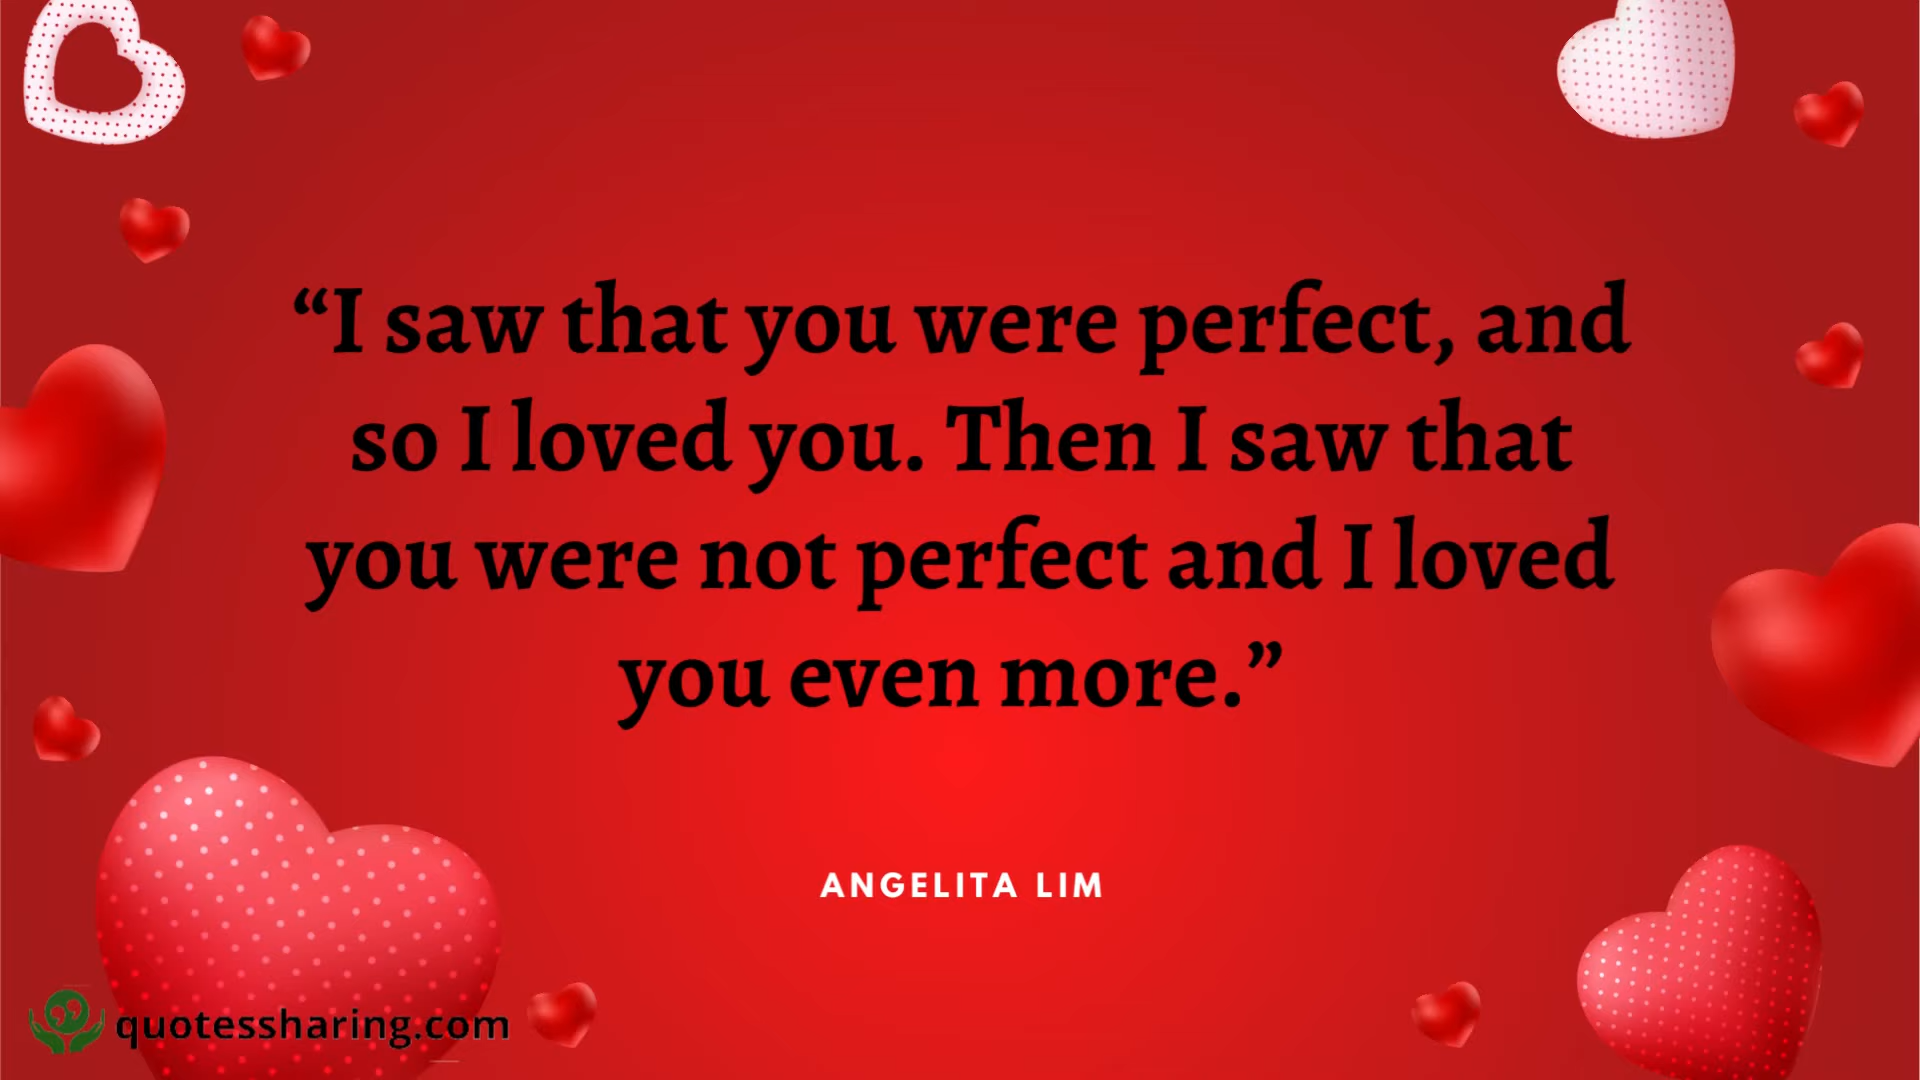 “I saw that you were perfect, and
so I loved you. Then I saw that
you were not perfect and I loved
you even more.”
ANGELITA LIM
quotessharing.com